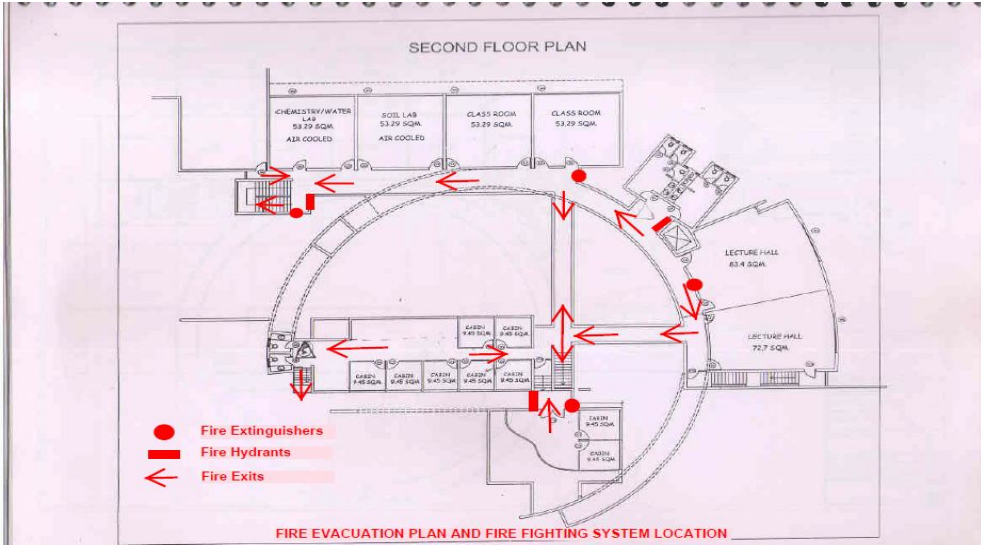 SECOND FLOOR PLAN
CHEMISTRY/WATER
LAB
53.29 SQM.
AIR COOLED
SOIL LAB
53.29 SQM.
AIR COOLED
CLASS ROOM
53.29 SQM.
CLASS ROOM
53.29 SQM.
LECTURE HALL
83.4 SQM.
LECTURE HALL
72.7 SQM.
CABIN
9.45 SQM.
CABIN
9.45 SQM.
CABIN
9.45 SQM.
CABIN
9.45 SQM.
CABIN
9.45 SQM.
CABIN
9.45 SQM.
CABIN
9.45 SQM.
CABIN
9.45 SQM.
CABIN
9.45 SQM.
Fire Extinguishers
Fire Hydrants
Fire Exits
FIRE EVACUATION PLAN AND FIRE FIGHTING SYSTEM LOCATION